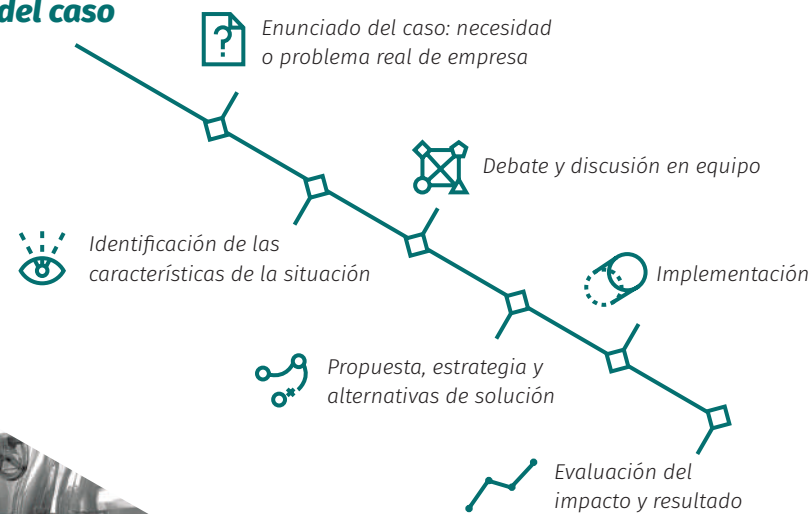 del caso
Enunciado del caso: necesidad
o problema real de empresa
Identificación de las
características de la situación
Debate y discusión en equipo
Propuesta, estrategia y
alternativas de solución
Implementación
Evaluación del
impacto y resultado